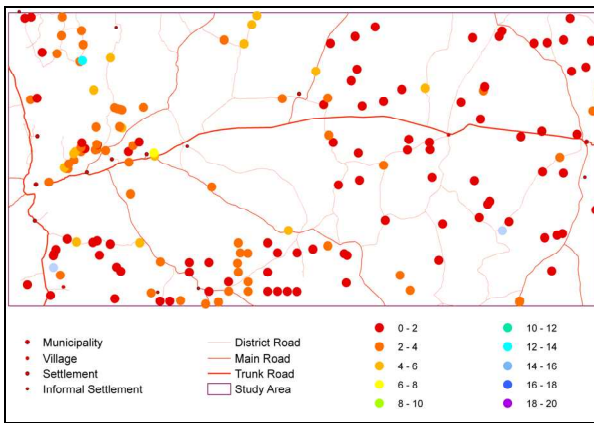 Municipality
Village
Settlement
Informal Settlement
District Road
Main Road
Trunk Road
Study Area
0 - 2
2 - 4
4 - 6
6 - 8
8 - 10
10 - 12
12 - 14
14 - 16
16 - 18
18 - 20